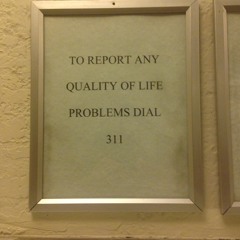 TO REPORT ANY
QUALITY OF LIFE
PROBLEMS DIAL
311